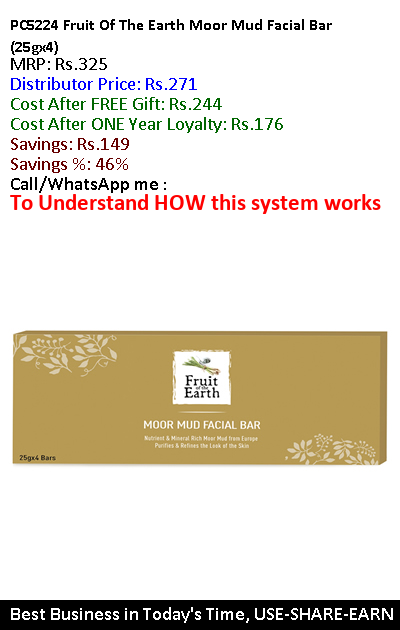 PC5224 Fruit Of The Earth Moor Mud Facial Bar
(25gx4)
MRP: Rs.325
Distributor Price: Rs.271
Cost After FREE Gift: Rs.244
Cost After ONE Year Loyalty: Rs.176
Savings: Rs.149
Savings %: 46%
Call/WhatsApp me :
To Understand HOW this system works
Fruit
of the
Earth
MOOR MUD FACIAL BAR
Nutrient & Mineral Rich Moor Mud from Europe
Purifies & Refines the Look of the Skin
25gx4 Bars
Best Business in Today's Time, USE-SHARE-EARN